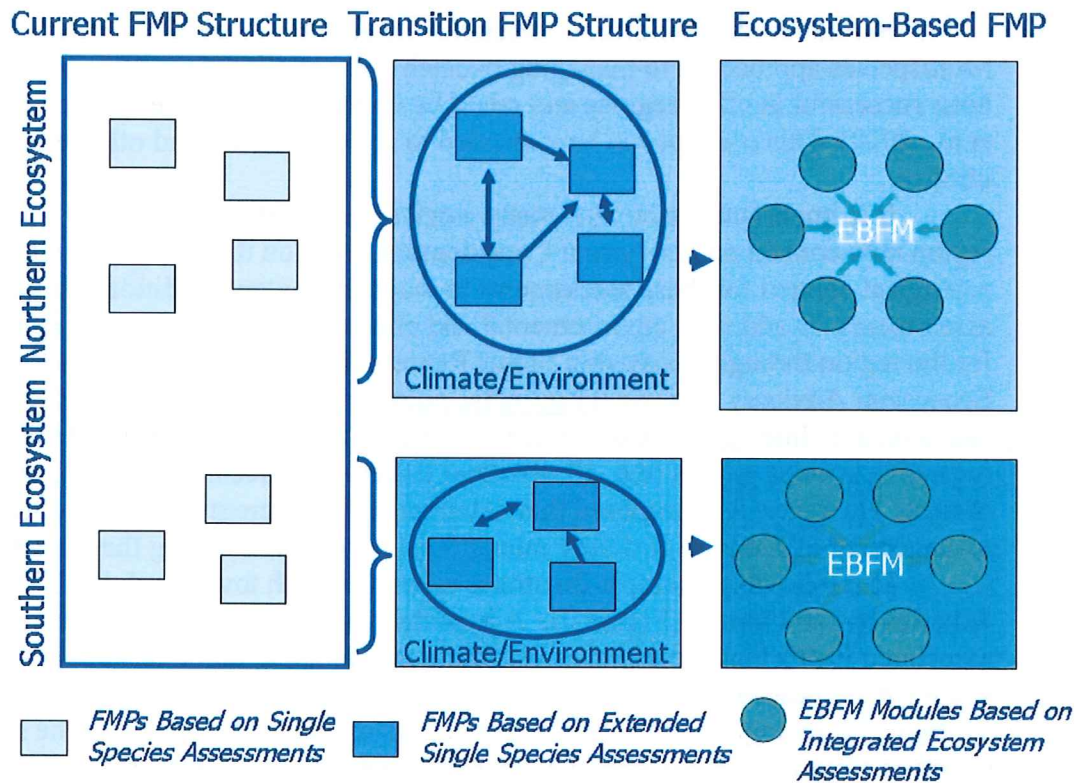 Current FMP Structure
Transition FMP Structure
Ecosystem-Based FMP
Northern Ecosystem
Southern Ecosystem
Climate/Environment
EBFM
Climate/Environment
EBFM
FMPs Based on Single
Species Assessments
FMPs Based on Extended
Single Species Assessments
EBFM Modules Based on
Integrated Ecosystem
Assessments